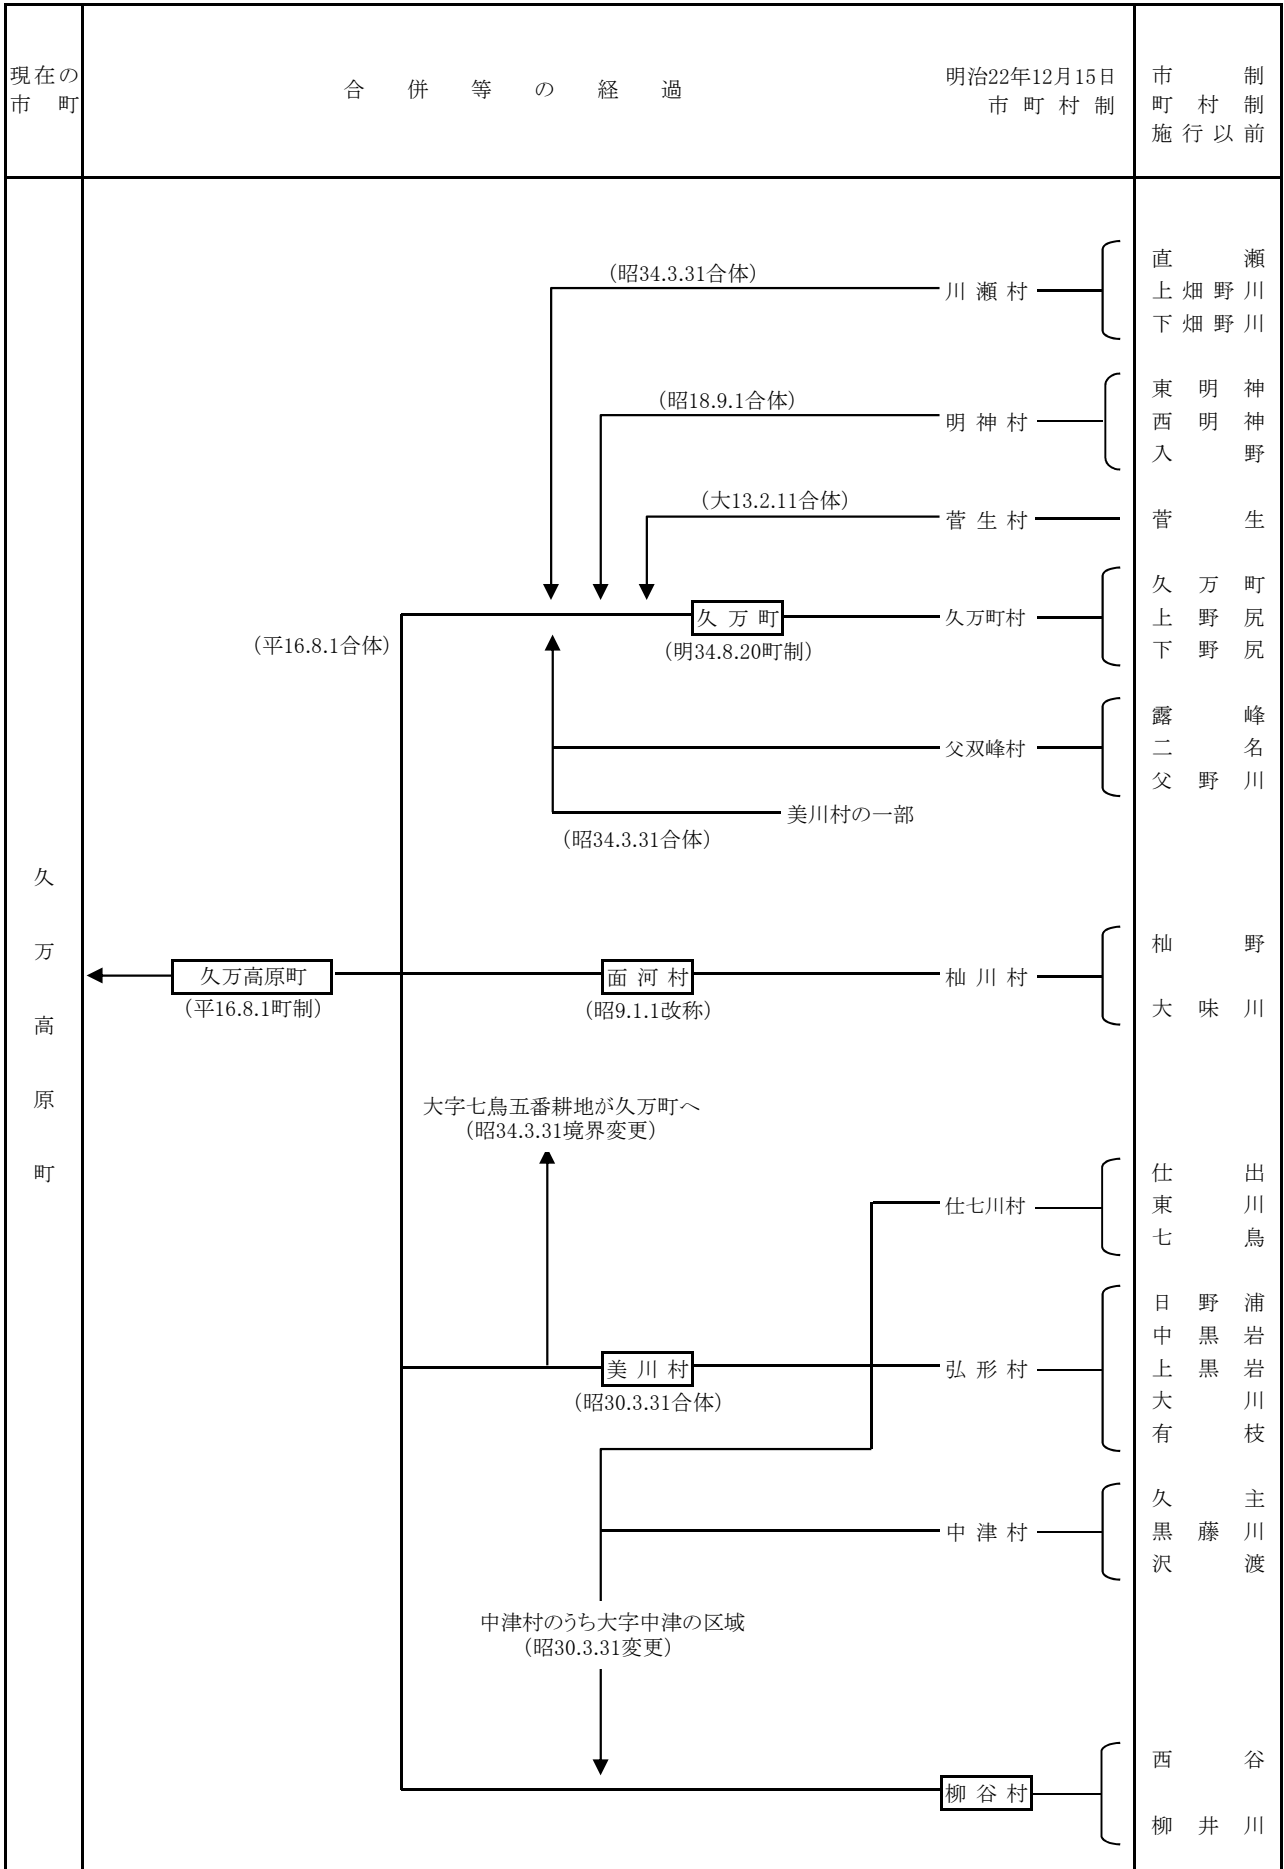 現在の
市町
合併等の経過
明治22年12月15日
市町村制
市制
町村制
施行以前
(昭34.3.31合体)
川瀬村
直瀬
上畑野川
下畑野川
(昭18.9.1合体)
明神村
東明神
西明神
入野
(大13.2.11合体)
菅生村
菅生
(平16.8.1合体)
久万町
(明34.8.20町制)
久万町村
久万町
上野尻
下野尻
父双峰村
露峰
二名
父野川
美川村の一部
(昭34.3.31合体)
久万高原町
久万高原町
(平16.8.1町制)
面河村
(昭9.1.1改称)
杣川村
杣野
大味川
大字七鳥五番耕地が久万町へ
(昭34.3.31境界変更)
仕七川村
仕出
東川
七鳥
美川村
(昭30.3.31合体)
弘形村
日野浦
中黒岩
上黒岩
大川
有枝
中津村
久主
黒藤川
沢渡
中津村のうち大字中津の区域
(昭30.3.31変更)
柳谷村
西谷
柳井川